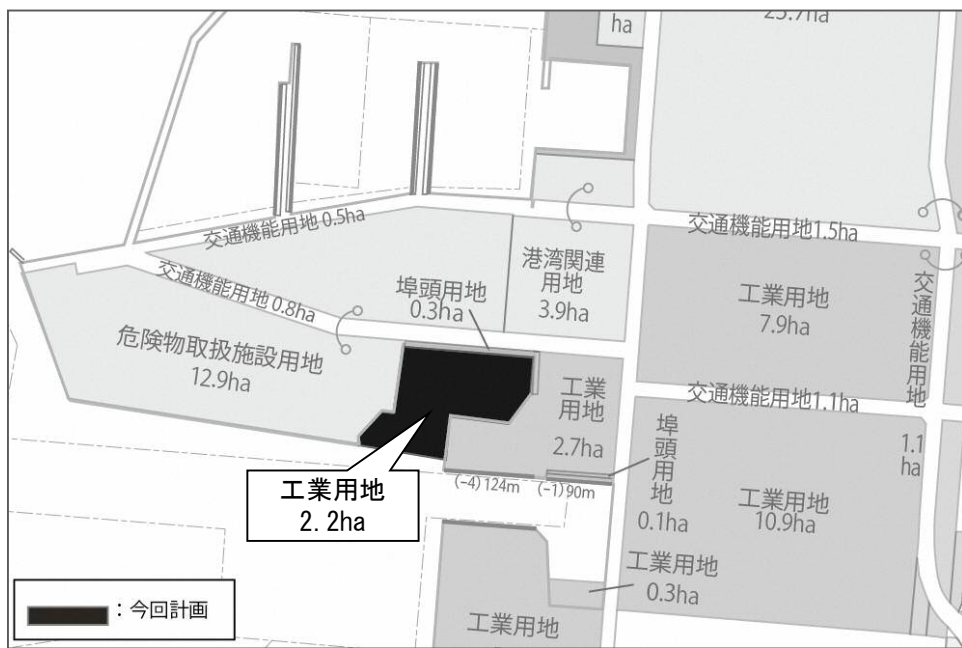 ha
23.7ha
交通機能用地 0.5ha
交通機能用地 0.8ha
埠頭用地
0.3ha
港湾関連
用地
3.9ha
交通機能用地1.5ha
工業用地
7.9ha
交通機能用地
危険物取扱施設用地
12.9ha
工業
用地
2.7ha
交通機能用地1.1ha
1.1
ha
埠頭用地
0.1ha
工業用地
10.9ha
工業用地
2.2ha
(-4)124m
(-1)90m
工業用地
0.3ha
工業用地
：今回計画